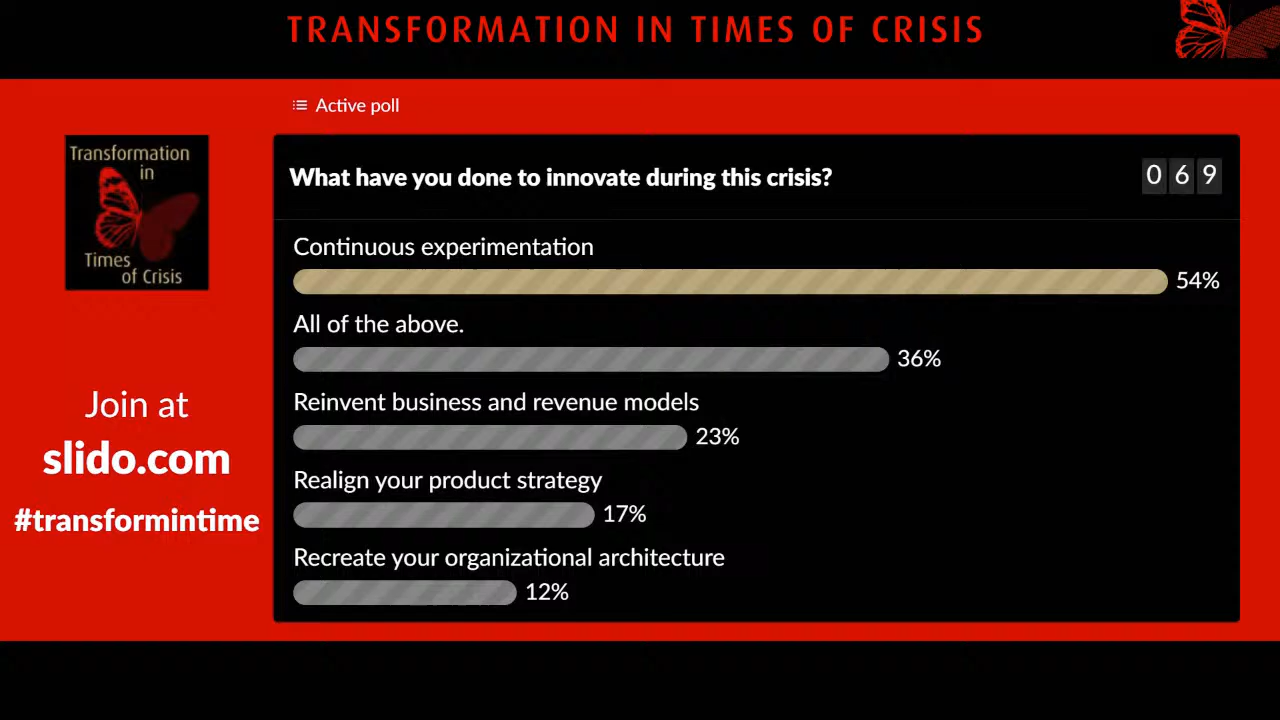 TRANSFORMATION IN TIMES OF CRISIS
Active poll
Transformation
in
Times
of Crisis
What have you done to innovate during this crisis?
069
Continuous experimentation
54%
All of the above.
36%
Reinvent business and revenue models
23%
Realign your product strategy
17%
Recreate your organizational architecture
12%
Join at
slido.com
#transformintime